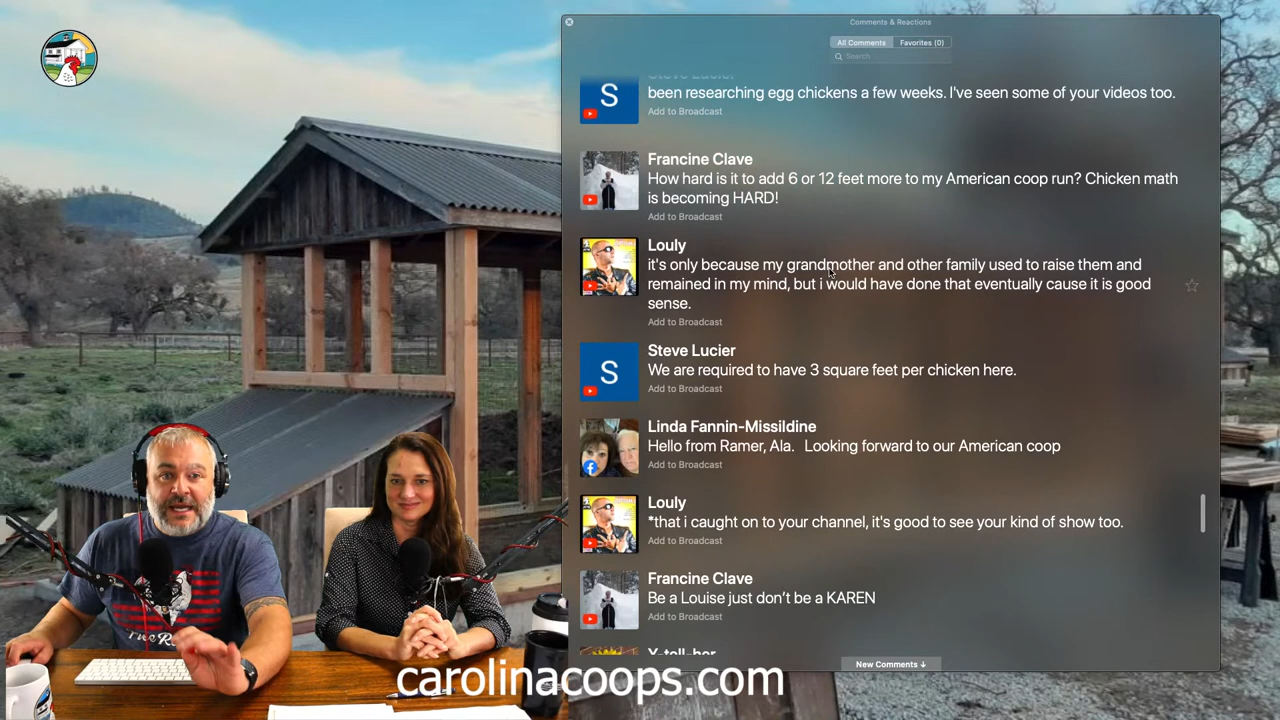 Comments & Reactions
All Comments
Favorites (0)
Search
been researching egg chickens a few weeks. I've seen some of your videos too.
Add to Broadcast
S
Francine Clave
How hard is it to add 6 or 12 feet more to my American coop run? Chicken math
is becoming HARD!
Add to Broadcast
Louly
it's only because my grandmother and other family used to raise them and
remained in my mind, but i would have done that eventually cause it is good
sense.
Add to Broadcast
Steve Lucier
We are required to have 3 square feet per chicken here.
Add to Broadcast
S
Linda Fannin-Missildine
Hello from Ramer, Ala. Looking forward to our American coop
Add to Broadcast
Louly
*that i caught on to your channel, it's good to see your kind of show too.
Add to Broadcast
Francine Clave
Be a Louise just don't be a KAREN
Add to Broadcast
New Comments ↓
carolinacoops.com